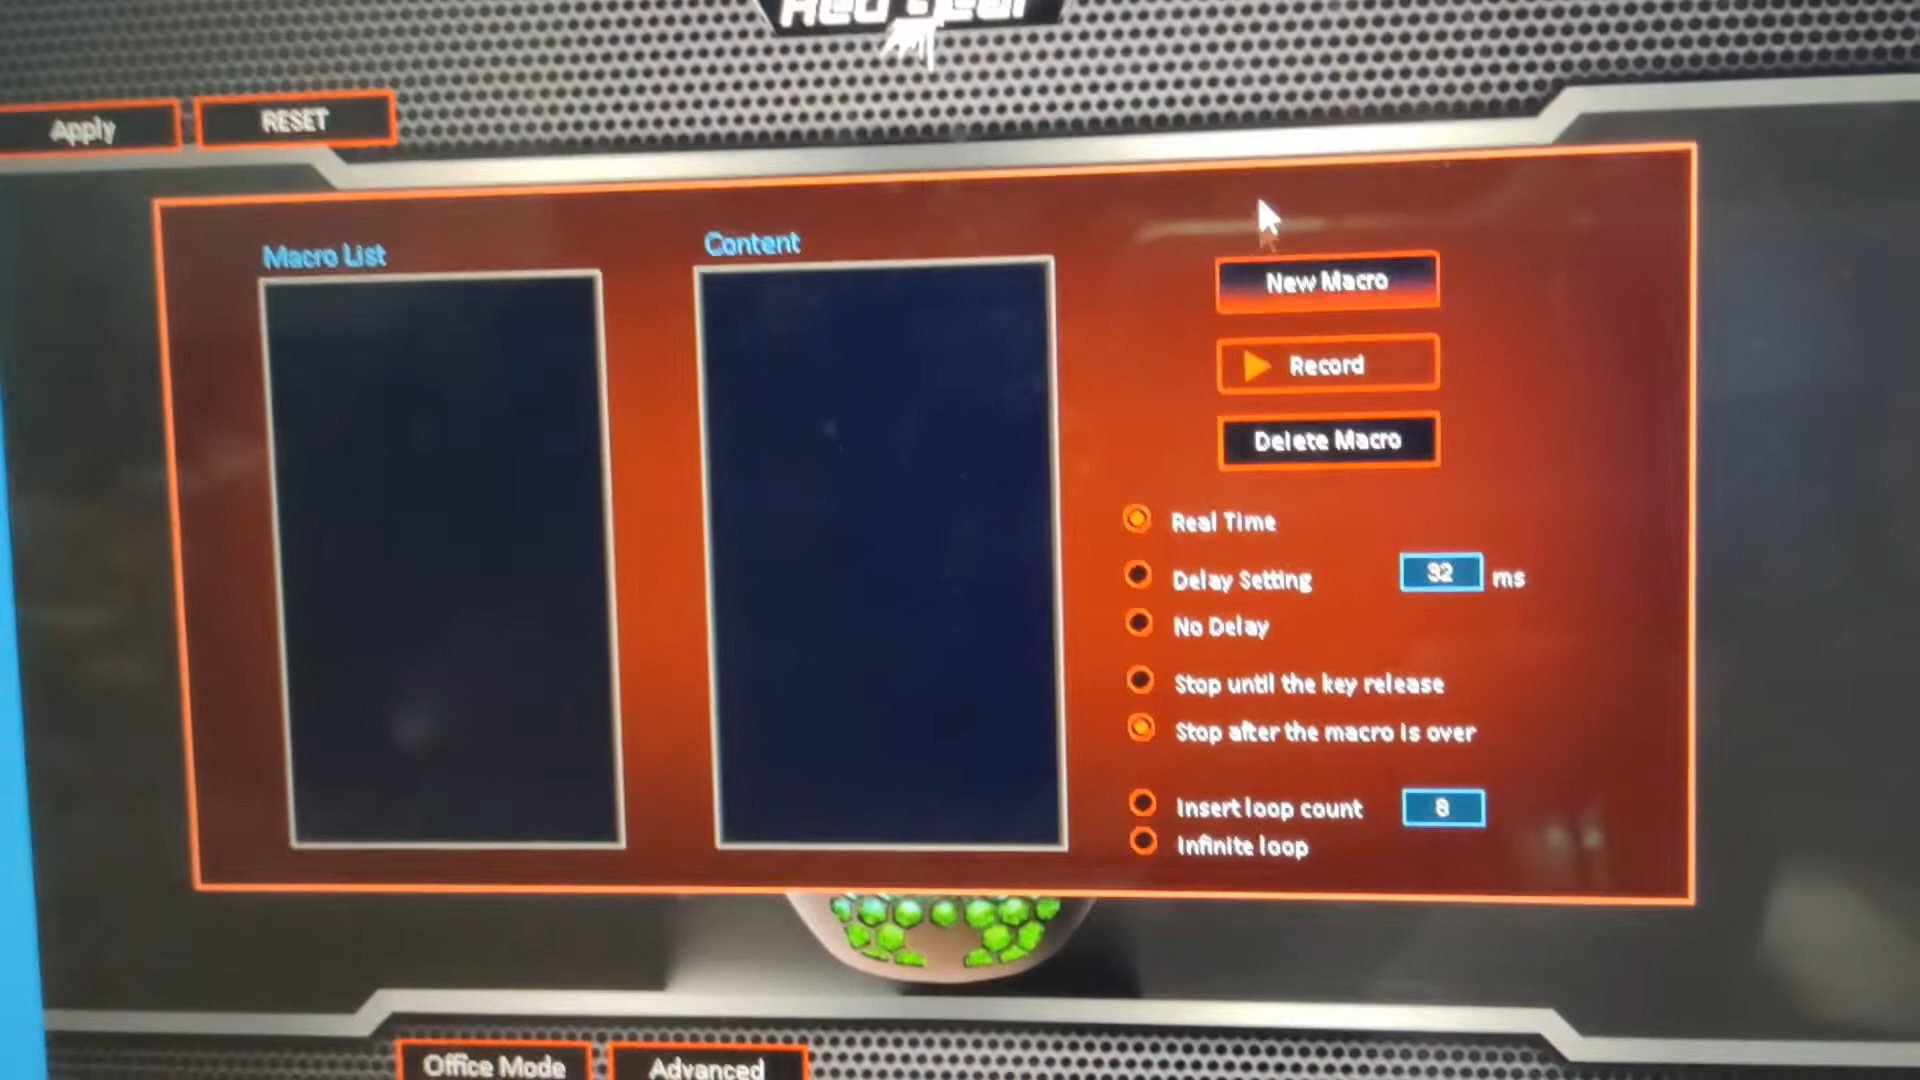 Red Gear
Apply
RESET
Macro List
Content
New Macro
Record
Delete Macro
Real Time
Delay Setting
32
ms
No Delay
Stop until the key release
Stop after the macro is over
Insert loop count
8
Infinite loop
Office Mode
Advanced